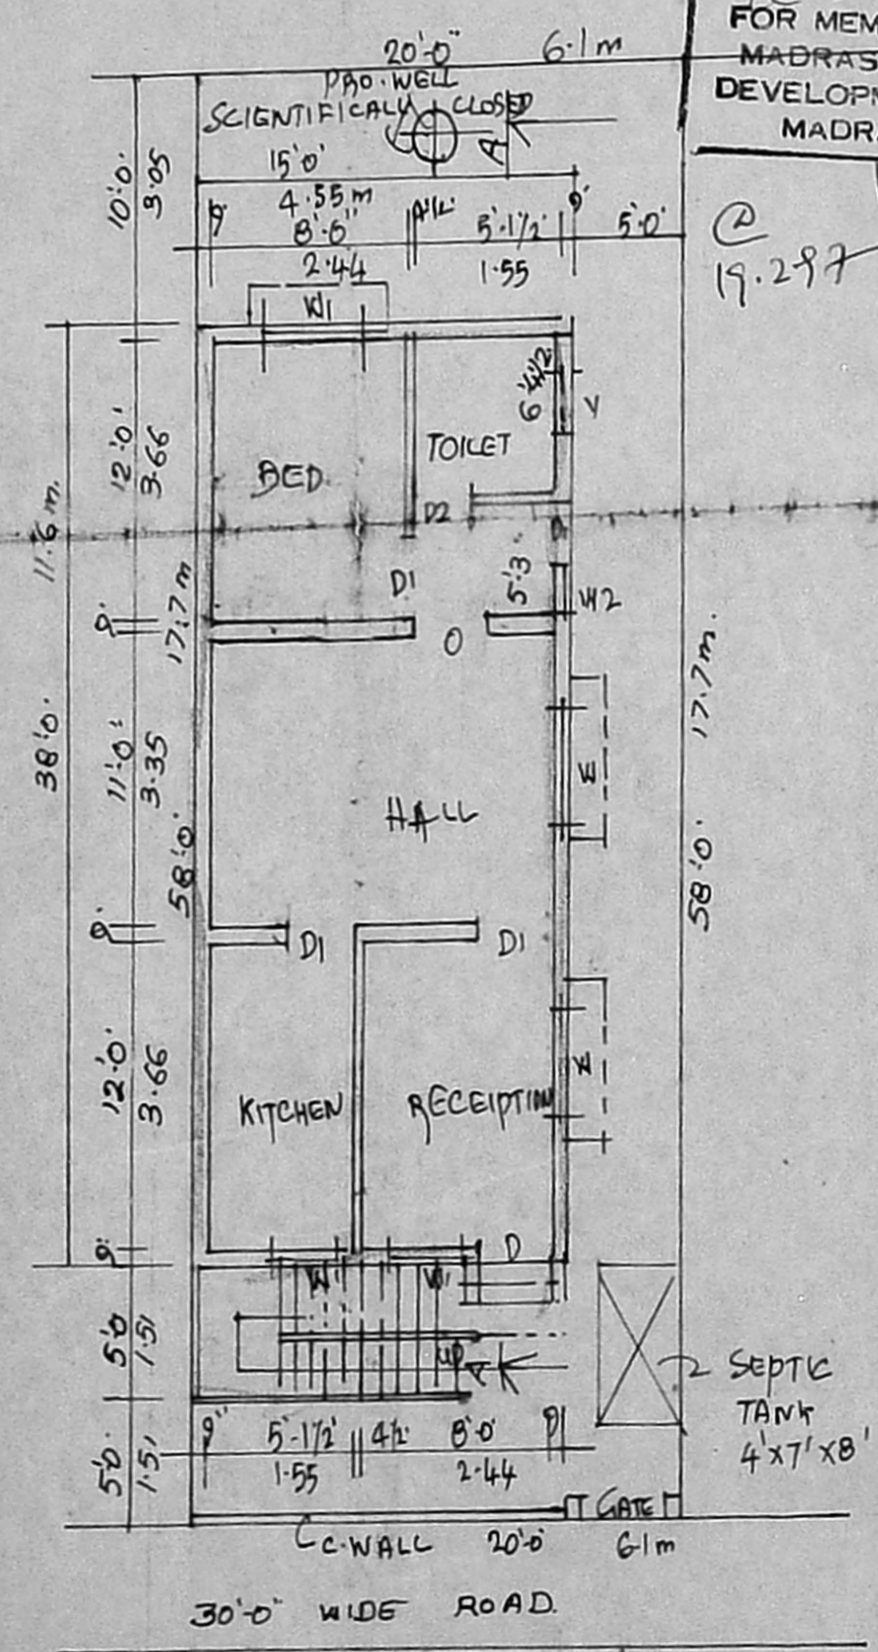 FOR MEM
MADRAS
DEVELOPM
MADR
20'-0" 6.1m
PRO.WELL
SCIENTIFICALY CLOSED
A
15'0'
4.55m
10'0' 3.05
9" 8'-0" 4½" 5'-1½" 9" 5'0'
2.44 1.55
@
19.297
W1
6'4½
V
TOILET
BED
12'0' 3.66
D2
11.6 m.
D1
5'3"
W2
9"
17.7m
O
17.7m.
38'0'
11'0' 3.35
W
HALL
58'0'
58'0'
9"
D1 D1
12'0' 3.66
W
KITCHEN RECEIPTION
9"
D
W1 W1
5'0 1.51
UP A
SEPTIC
TANK
4'x7'x8'
9" 5'-1½' 4½' 8'0' 9"
1.55 2.44
5'0' 1.51
GATE
C.WALL 20'-0" 6.1m
30'-0" WIDE ROAD.